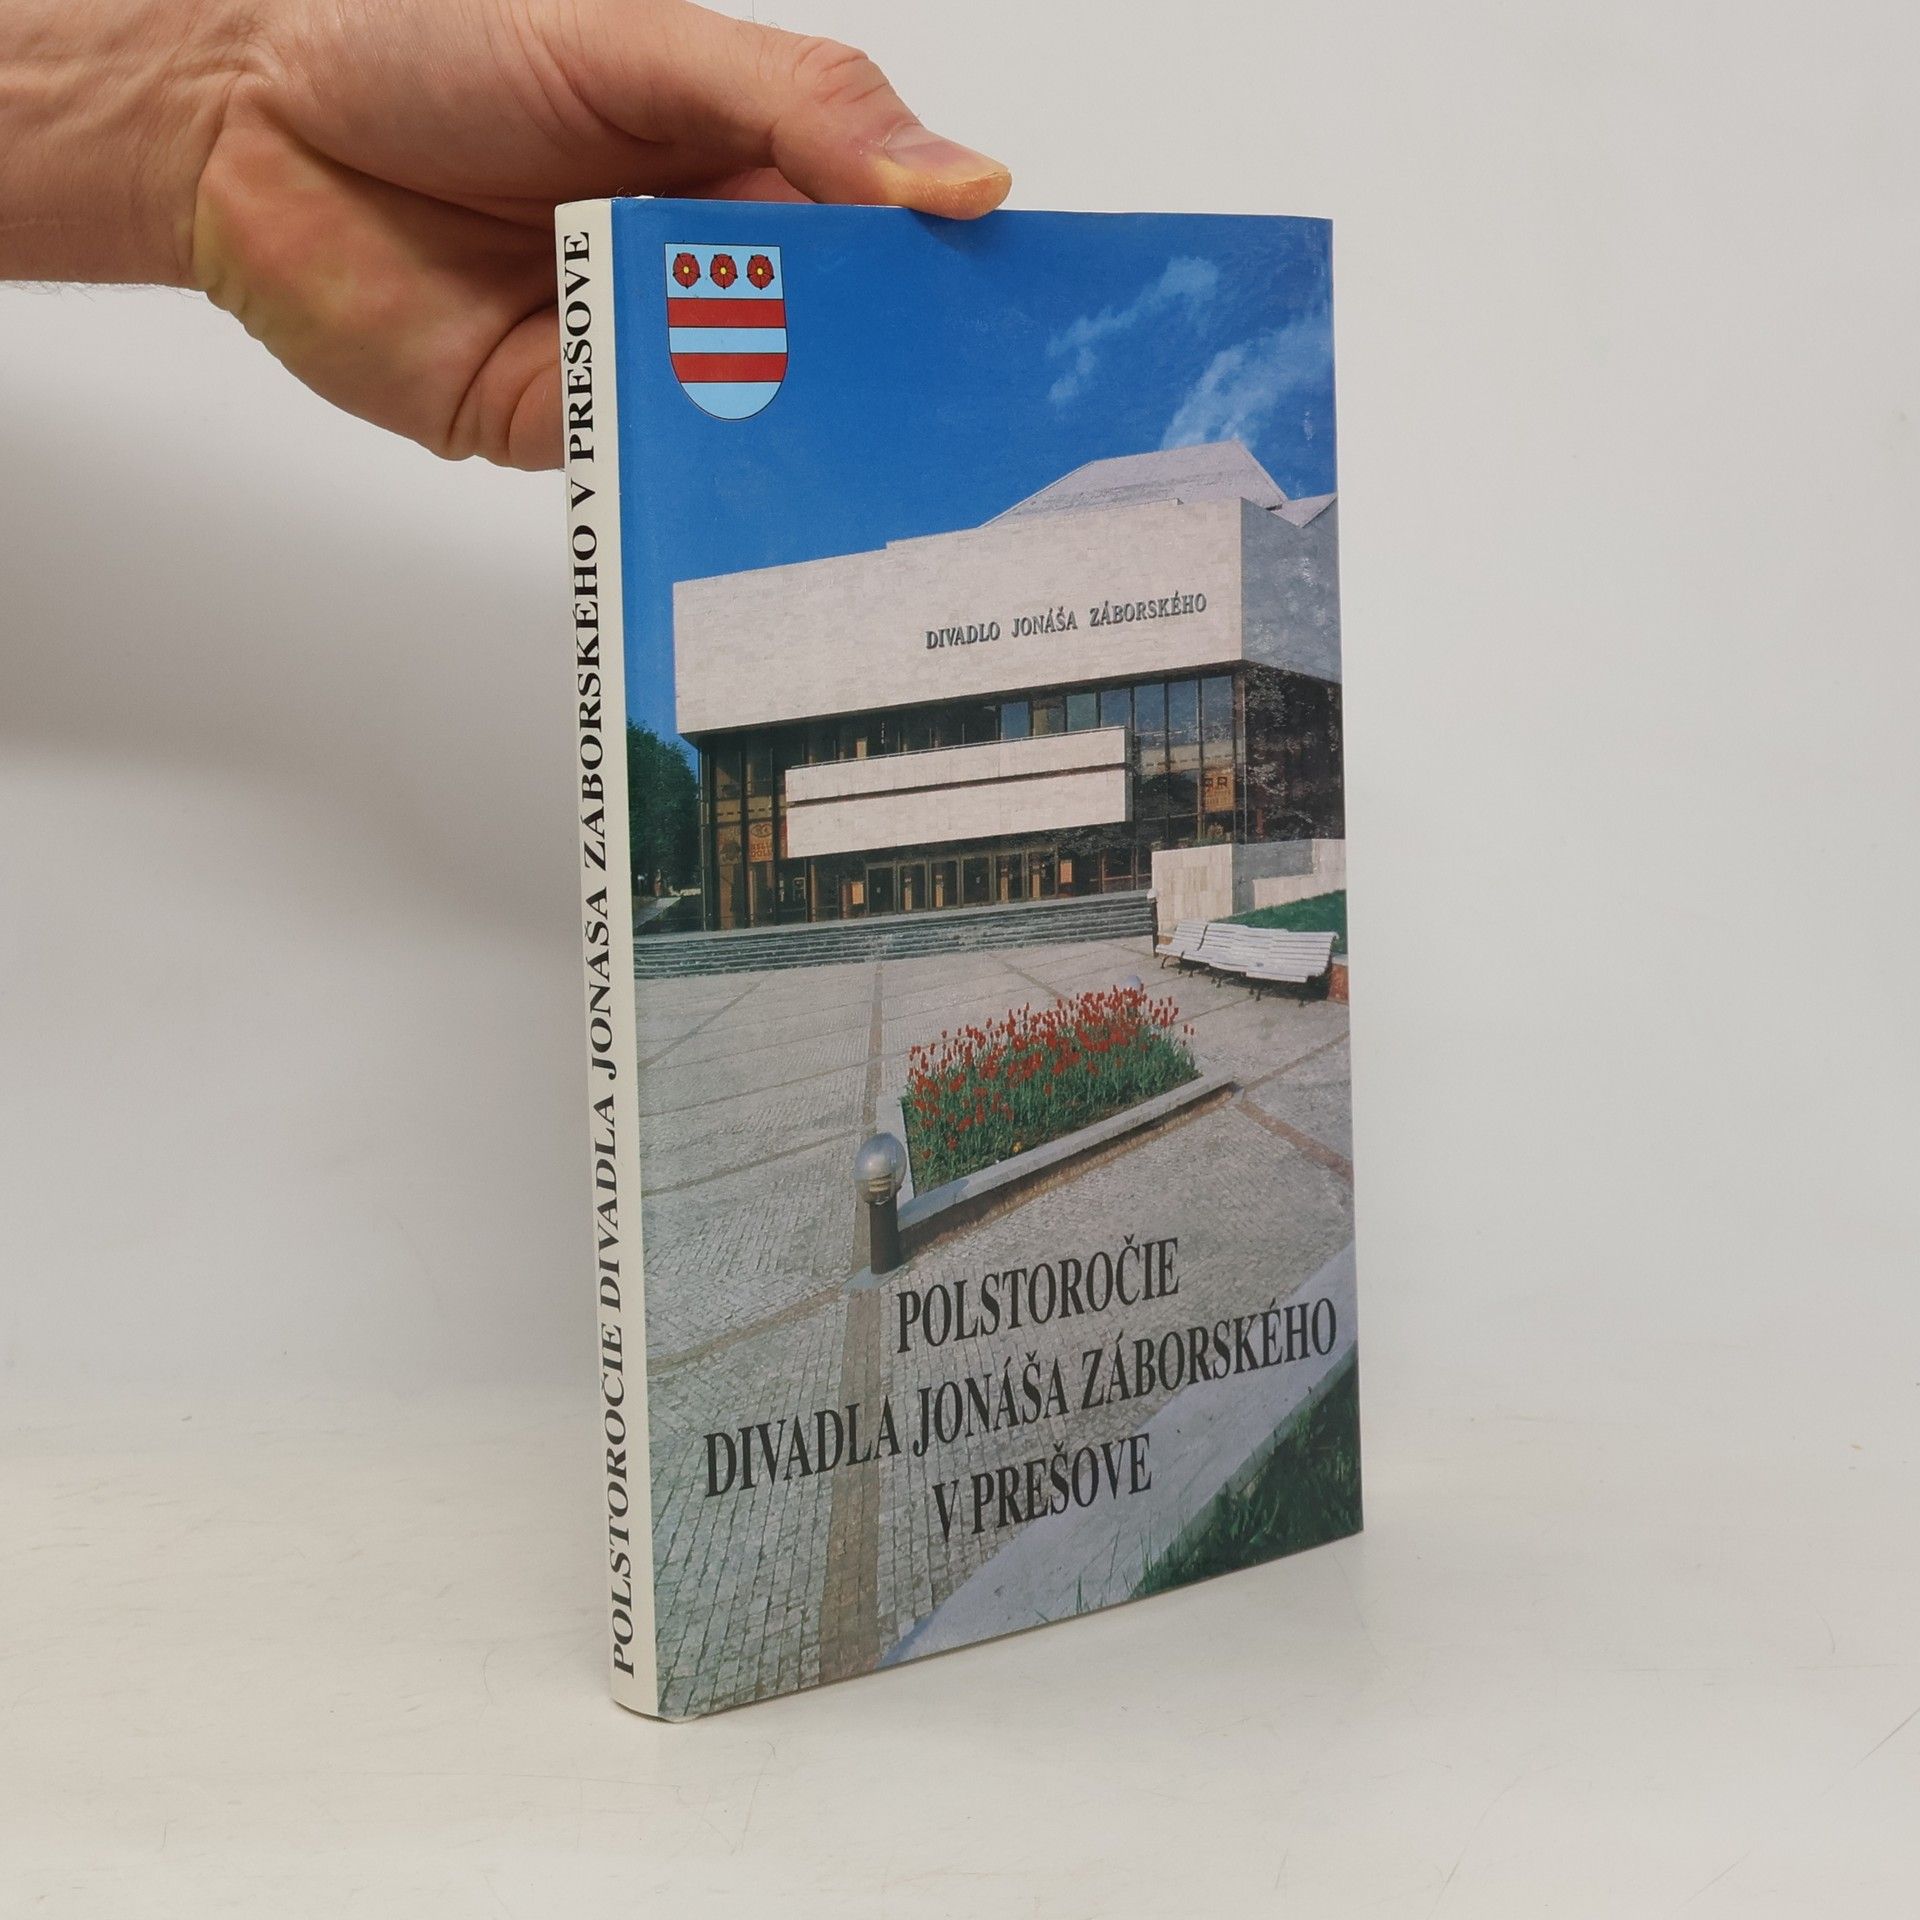 POLSTOROČIE DIVADLA JONÁŠA ZÁBORSKÉHO V PREŠOVE
DIVADLO JONÁŠA ZÁBORSKÉHO
POLSTOROČIE
DIVADLA JONÁŠA ZÁBORSKÉHO
V PREŠOVE